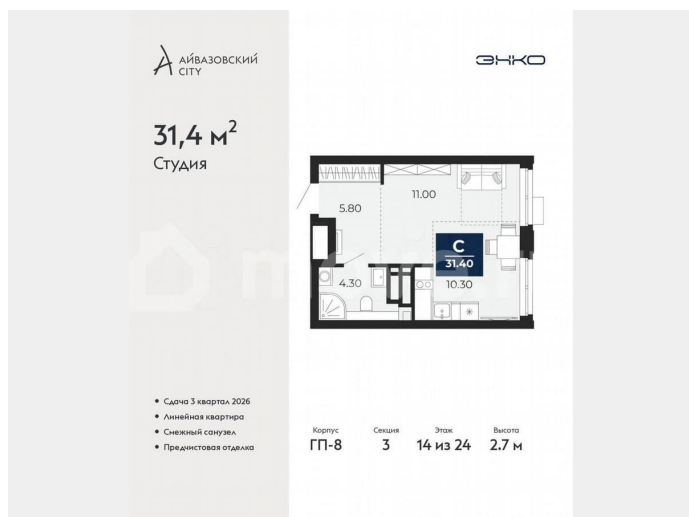 АЙВАЗОВСКИЙ
CITY
ЭНКО
31,4 м²
Студия
5.80
11.00
С
31.40
4.30
10.30
• Сдача 3 квартал 2026
• Линейная квартира
• Смежный санузел
• Предчистовая отделка
Корпус Секция Этаж Высота
ГП-8 3 14 из 24 2.7 м